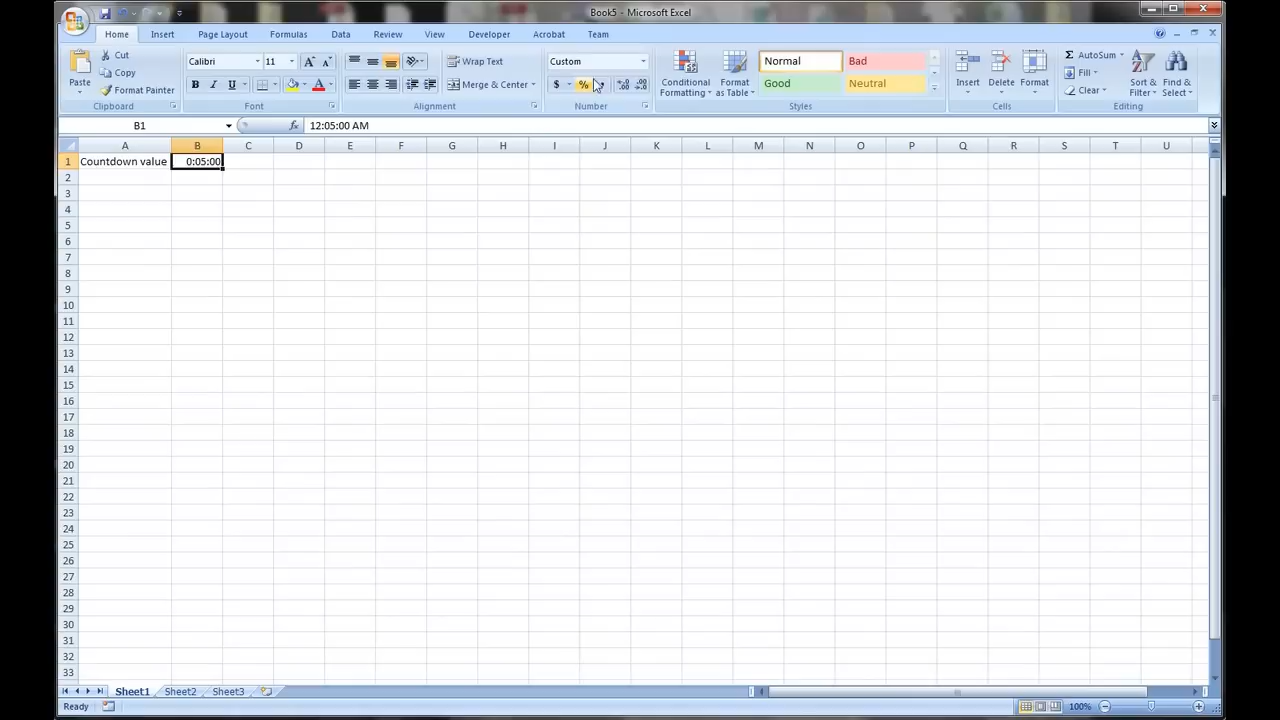 Book5 - Microsoft Excel
Home Insert Page Layout Formulas Data Review View Developer Acrobat Team
Paste
Cut
Copy
Format Painter
Clipboard
Calibri 11
B I U
Font
Wrap Text
Merge & Center
Alignment
Custom
$ %
Number
Conditional Formatting
Format as Table
Normal Bad
Good Neutral
Styles
Insert Delete Format
Cells
AutoSum
Fill
Clear
Sort & Filter
Find & Select
Editing
B1 fx 12:05:00 AM
A B C D E F G H I J K L M N O P Q R S T U
1 Countdown value 0:05:00
2
3
4
5
6
7
8
9
10
11
12
13
14
15
16
17
18
19
20
21
22
23
24
25
26
27
28
29
30
31
32
33
Sheet1 Sheet2 Sheet3
Ready 100%